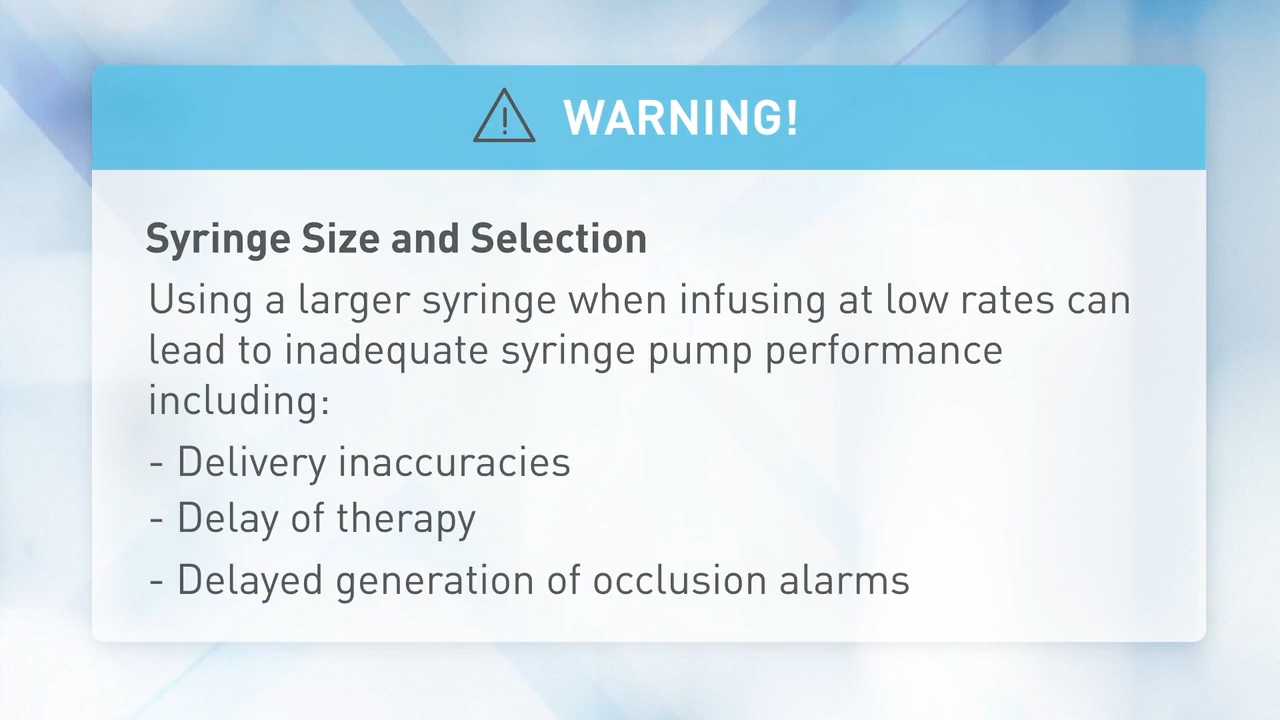 WARNING!
Syringe Size and Selection
Using a larger syringe when infusing at low rates can
lead to inadequate syringe pump performance
including:
- Delivery inaccuracies
- Delay of therapy
- Delayed generation of occlusion alarms